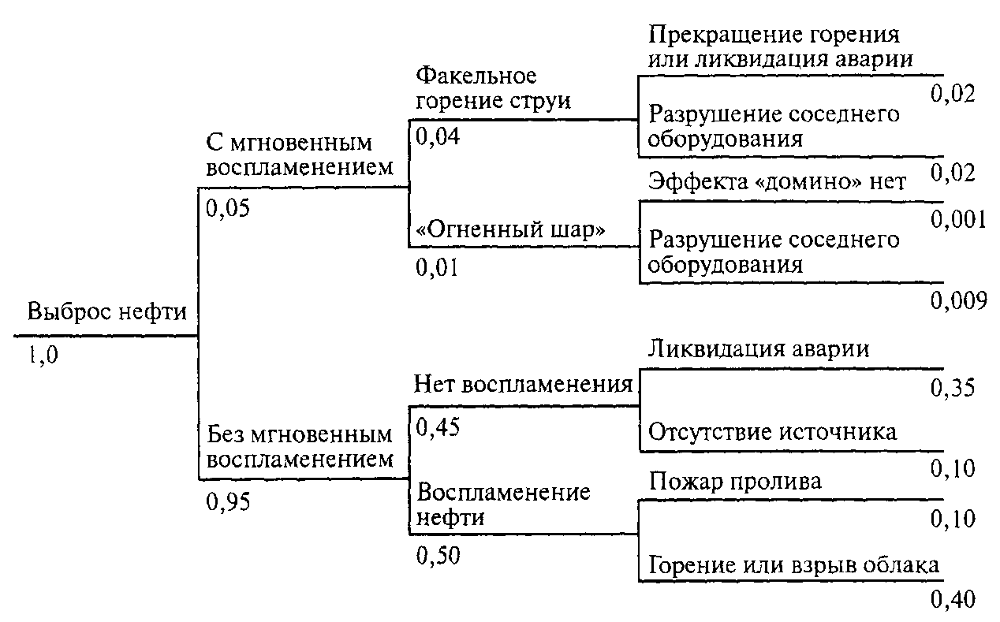 Прекращение горения
или ликвидация аварии
0,02
Факельное
горение струи
0,04
Разрушение соседнего
оборудования
0,02
С мгновенным
воспламенением
0,05
Эффекта «домино» нет
0,001
«Огненный шар»
0,01
Разрушение соседнего
оборудования
0,009
Выброс нефти
1,0
Ликвидация аварии
0,35
Нет воспламенения
0,45
Отсутствие источника
0,10
Без мгновенным
воспламенением
0,95
Пожар пролива
0,10
Воспламенение
нефти
0,50
Горение или взрыв облака
0,40